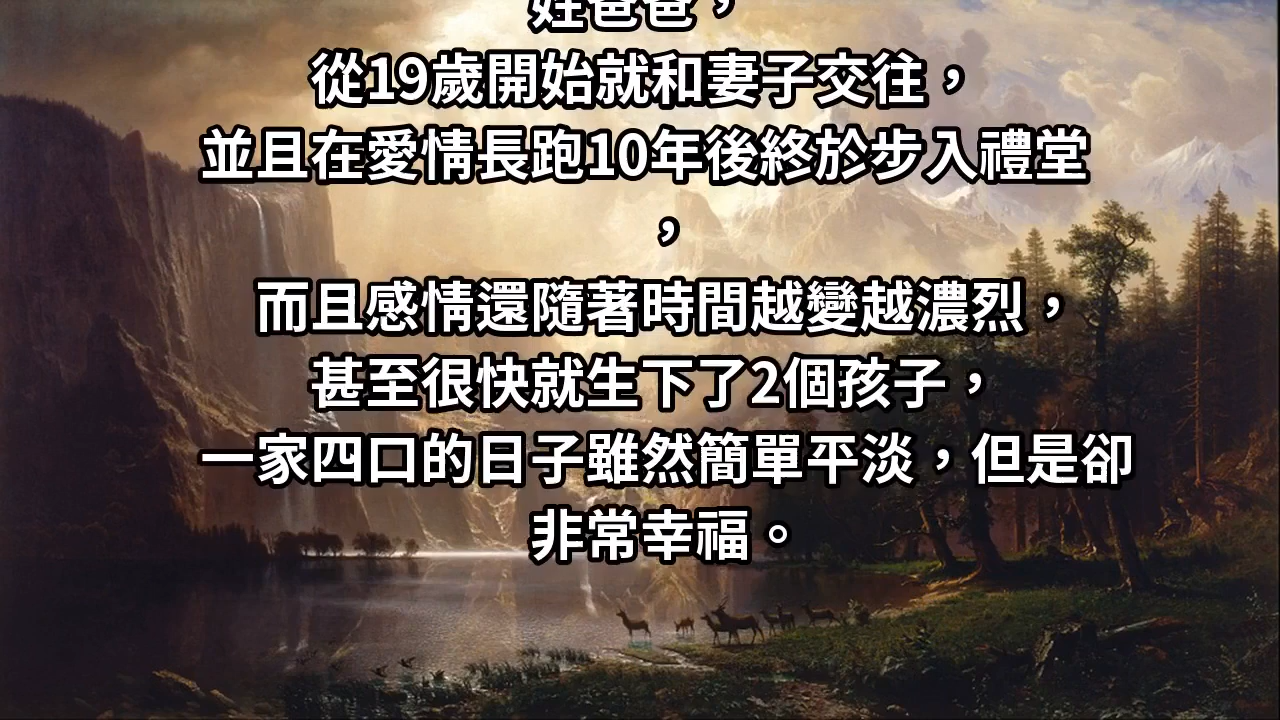 姓爸爸，
從19歲開始就和妻子交往，
並且在愛情長跑10年後終於步入禮堂
，
而且感情還隨著時間越變越濃烈，
甚至很快就生下了2個孩子，
一家四口的日子雖然簡單平淡，但是卻
非常幸福。